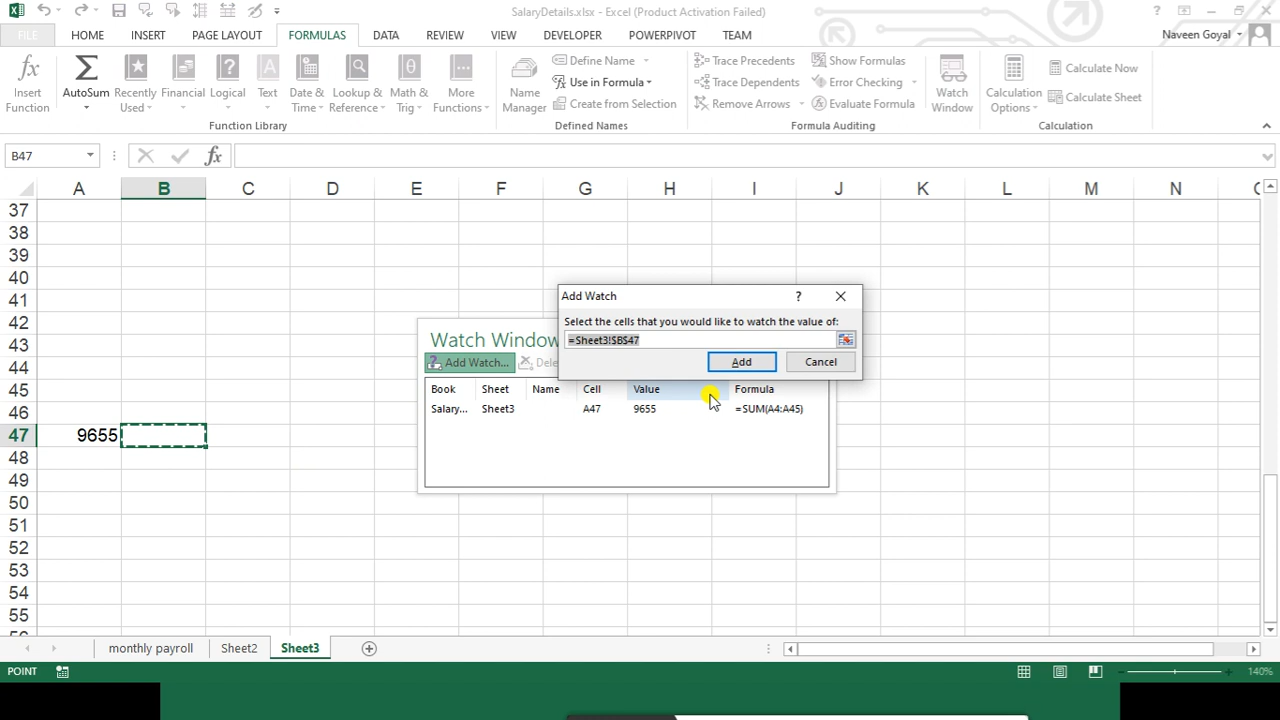 SalaryDetails.xlsx - Excel (Product Activation Failed)
FILE HOME INSERT FORMULAS DATA REVIEW VIEW DEVELOPER POWERPIVOT TEAM Naveen Goyal
Insert Function
AutoSum
Recently Used
Financial
Logical
Text
Date & Time
Lookup & Reference
Math & Trig
More Functions
Function Library
Name Manager
Define Name
Use in Formula
Create from Selection
Defined Names
Trace Precedents
Trace Dependents
Remove Arrows
Show Formulas
Error Checking
Evaluate Formula
Formula Auditing
Watch Window
Calculation Options
Calculate Now
Calculate Sheet
Calculation
B47
A B C D E F G H I J K L M N
37
38
39
40
41
42
43
44
45
46
47 9655
48
49
50
51
52
53
54
55
Add Watch
Select the cells that you would like to watch the value of:
=Sheet3!$B$47
Add Cancel
Watch Window
Add Watch...
Book Sheet Name Cell Value Formula
Salary... Sheet3 A47 9655 =SUM(A4:A45)
monthly payroll Sheet2 Sheet3
POINT 140%